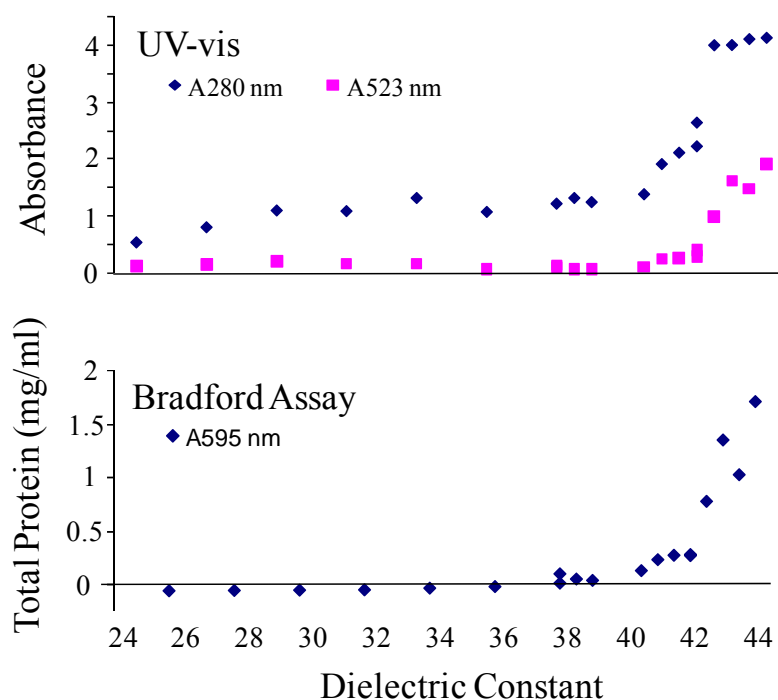 UV-vis
A280 nm
A523 nm
Absorbance
4
3
2
1
0
Bradford Assay
A595 nm
Total Protein (mg/ml)
2
1.5
1
0.5
0
24 26 28 30 32 34 36 38 40 42 44
Dielectric Constant